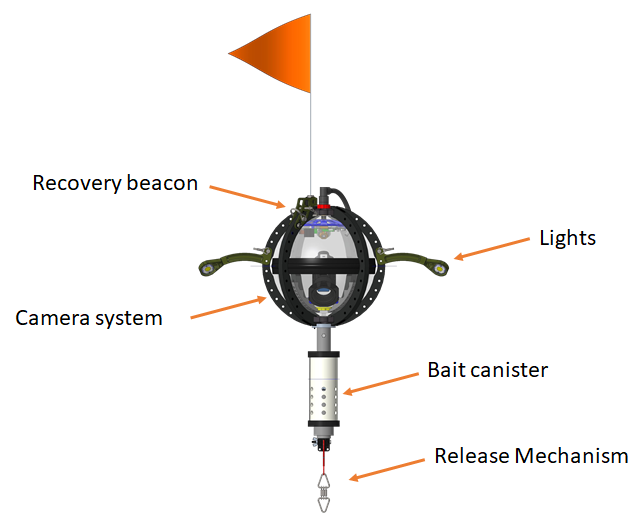 Recovery beacon
Lights
Camera system
Bait canister
Release Mechanism